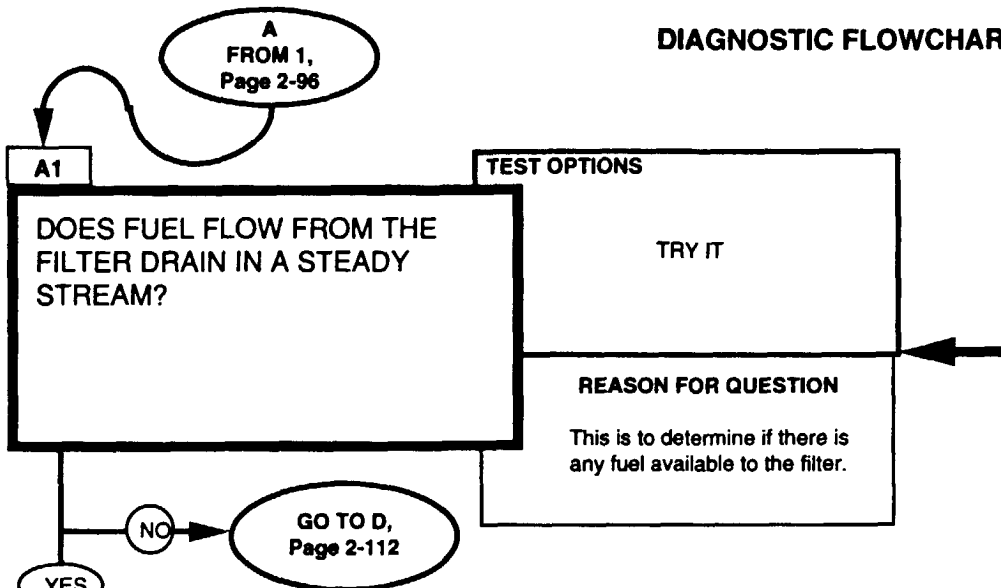 DIAGNOSTIC FLOWCHAR
A
FROM 1,
Page 2-96
A1
DOES FUEL FLOW FROM THE
FILTER DRAIN IN A STEADY
STREAM?
TEST OPTIONS
TRY IT
REASON FOR QUESTION
This is to determine if there is
any fuel available to the filter.
NO
GO TO D,
Page 2-112
YES